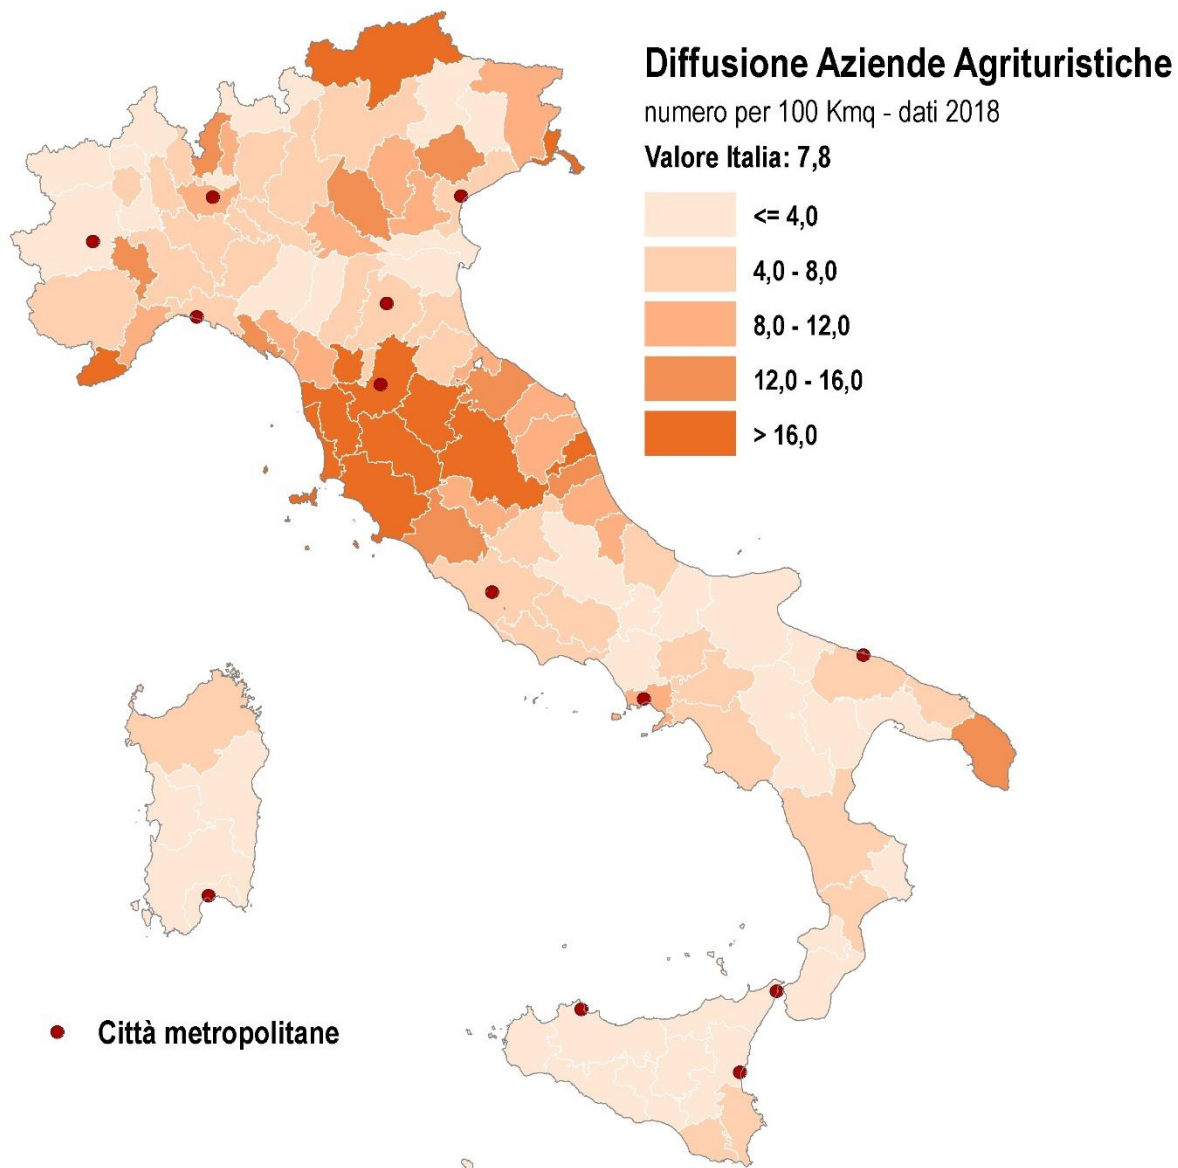 Diffusione Aziende Agrituristiche
numero per 100 Kmq - dati 2018
Valore Italia: 7,8
<= 4,0
4,0 - 8,0
8,0 - 12,0
12,0 - 16,0
> 16,0
Città metropolitane